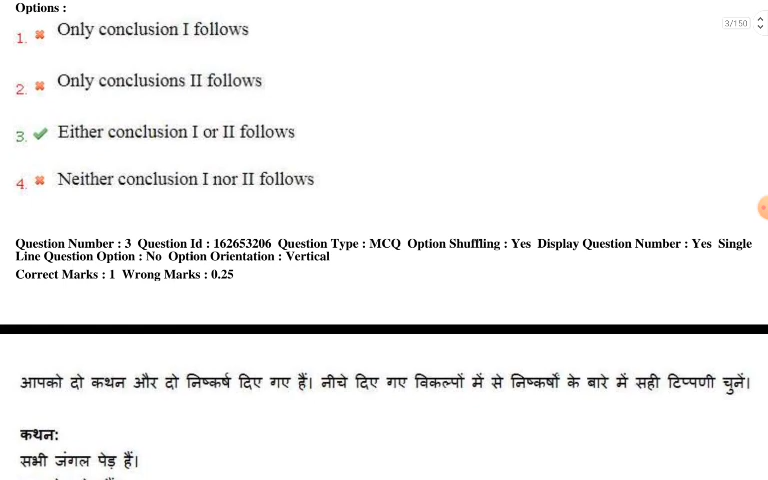 Options :
3/150
1. Only conclusion I follows
2. Only conclusions II follows
3. Either conclusion I or II follows
4. Neither conclusion I nor II follows
Question Number : 3 Question Id : 162653206 Question Type : MCQ Option Shuffling : Yes Display Question Number : Yes Single
Line Question Option : No Option Orientation : Vertical
Correct Marks : 1 Wrong Marks : 0.25
आपको दो कथन और दो निष्कर्ष दिए गए हैं। नीचे दिए गए विकल्पों में से निष्कर्षों के बारे में सही टिप्पणी चुनें।
कथन:
सभी जंगल पेड़ हैं।